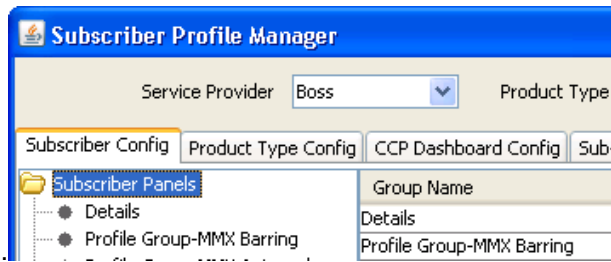 Subscriber Profile Manager
Service Provider Boss Product Type
Subscriber Config Product Type Config CCP Dashboard Config Sub
Subscriber Panels Group Name
Details Details
Profile Group-MMX Barring Profile Group-MMX Barring